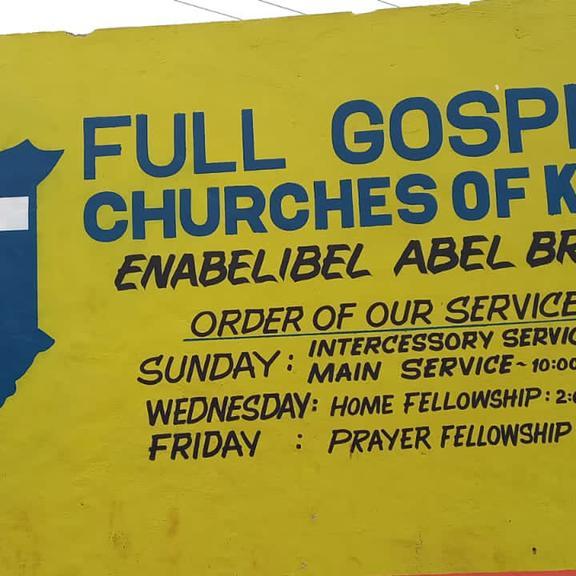 FULL GOSP
CHURCHES OF K
ENABELIBEL ABEL BR
ORDER OF OUR SERVICE
SUNDAY: INTERCESSORY SERVIC
MAIN SERVICE~10:00
WEDNESDAY: HOME FELLOWSHIP: 2:
FRIDAY : PRAYER FELLOWSHIP